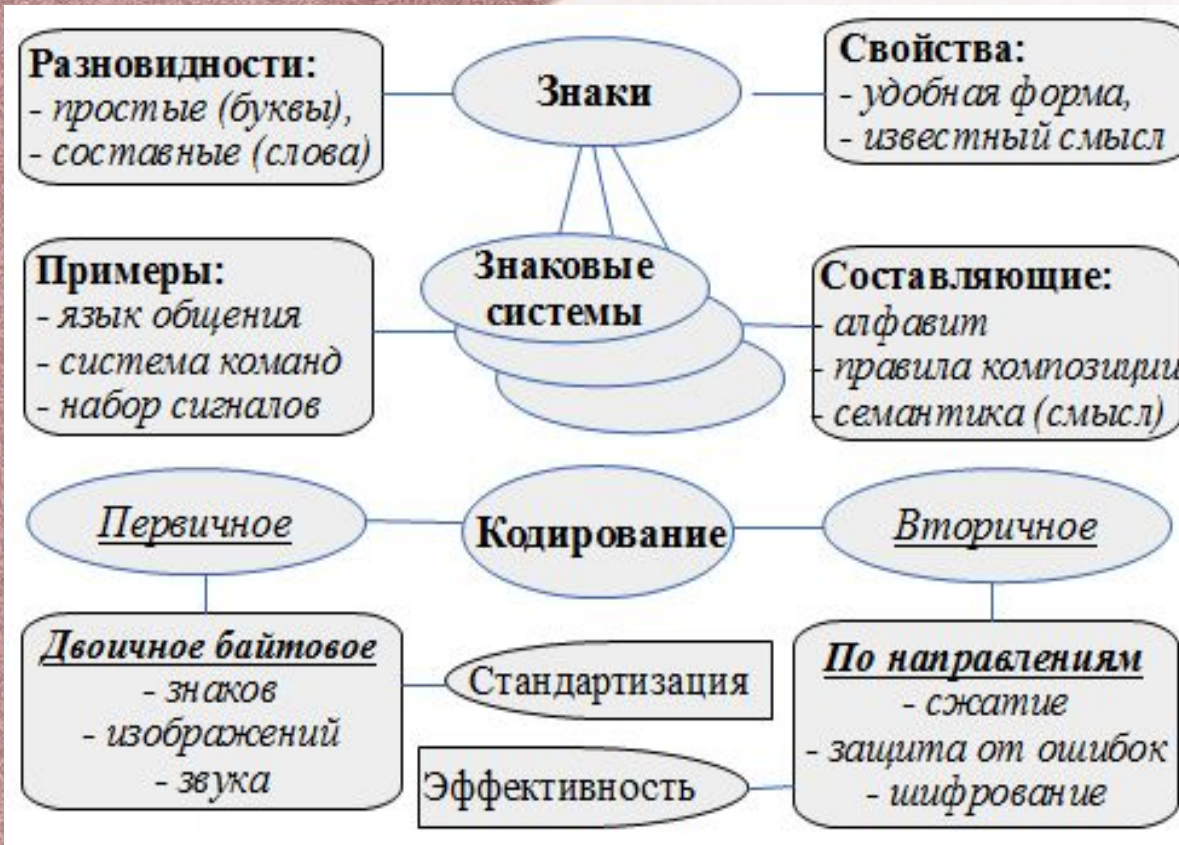 Разновидности:
- простые (буквы),
- составные (слова)
Знаки
Свойства:
- удобная форма,
- известный смысл
Примеры:
- язык общения
- система команд
- набор сигналов
Знаковые
системы
Составляющие:
- алфавит
- правила композиции
- семантика (смысл)
Первичное
Кодирование
Вторичное
Двоичное байтовое
- знаков
- изображений
- звука
Стандартизация
Эффективность
По направлениям
- сжатие
- защита от ошибок
- шифрование